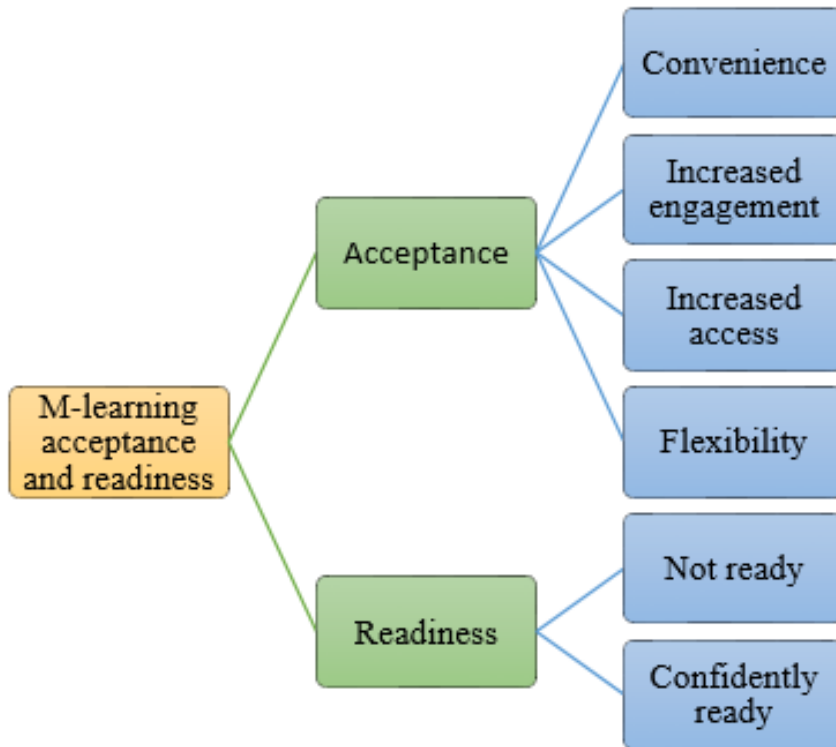 Convenience
Increased
engagement
Acceptance
Increased
access
M-learning
acceptance
and readiness
Flexibility
Not ready
Readiness
Confidently
ready